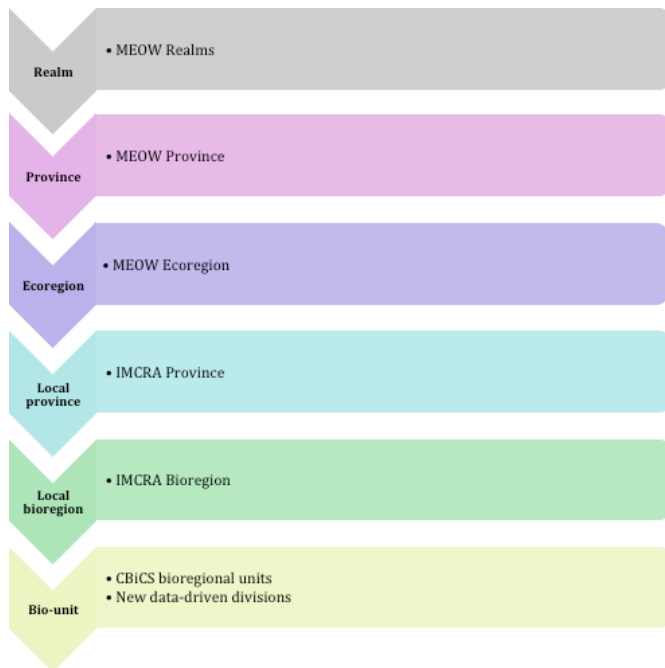 Realm
• MEOW Realms
Province
• MEOW Province
Ecoregion
• MEOW Ecoregion
Local
province
• IMCRA Province
Local
bioregion
• IMCRA Bioregion
Bio-unit
• CBiCS bioregional units
• New data-driven divisions